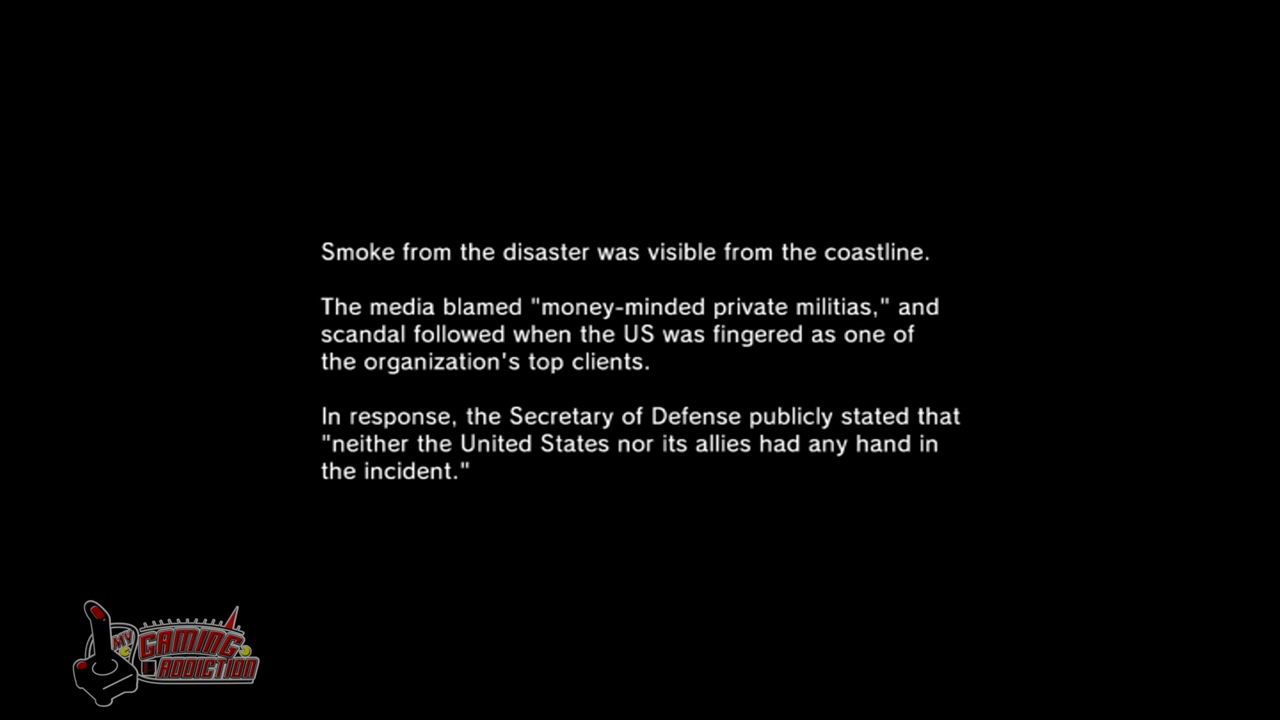 Smoke from the disaster was visible from the coastline.
The media blamed "money-minded private militias," and
scandal followed when the US was fingered as one of
the organization's top clients.
In response, the Secretary of Defense publicly stated that
"neither the United States nor its allies had any hand in
the incident."
MY
GAMING
ADDICTION